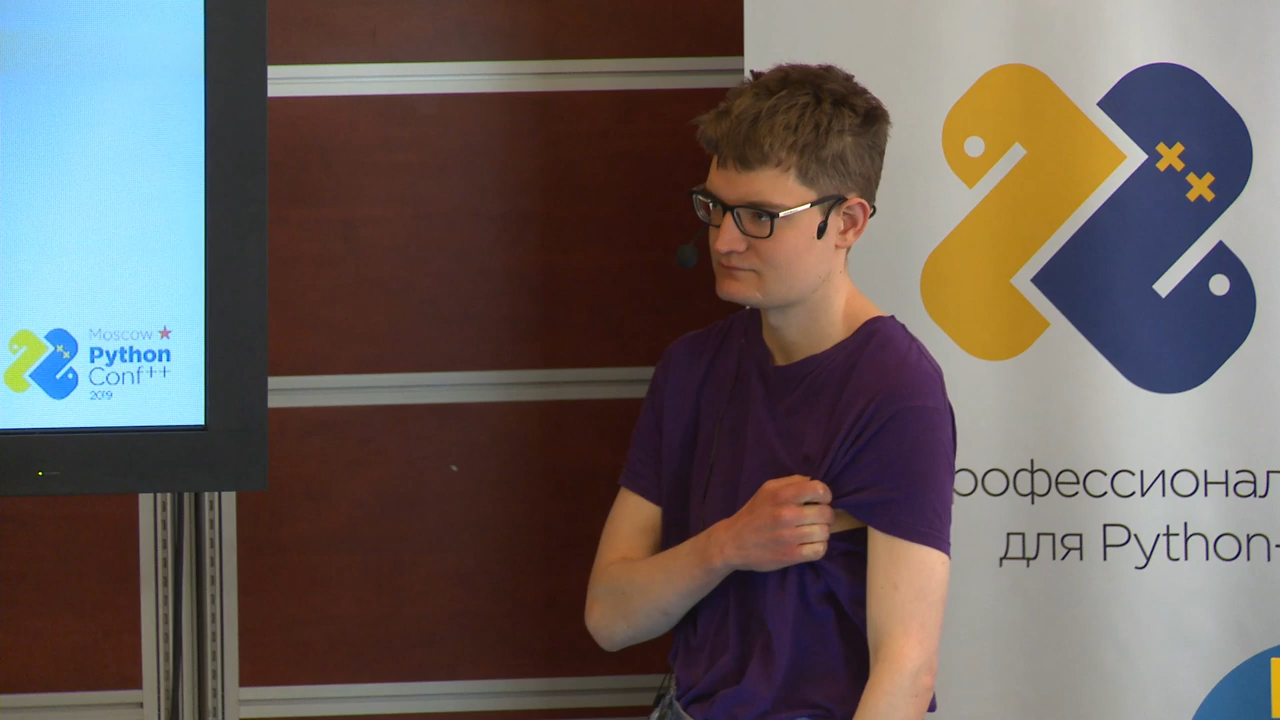 Moscow
Python
Conf++
2019
рофессионал
для Python-